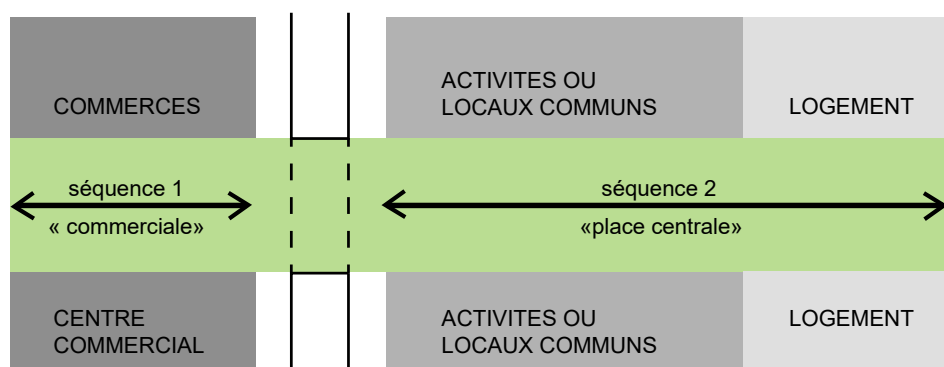 COMMERCES
ACTIVITES OU
LOCAUX COMMUNS
LOGEMENT
séquence 1
« commerciale»
séquence 2
«place centrale»
CENTRE
COMMERCIAL
ACTIVITES OU
LOCAUX COMMUNS
LOGEMENT